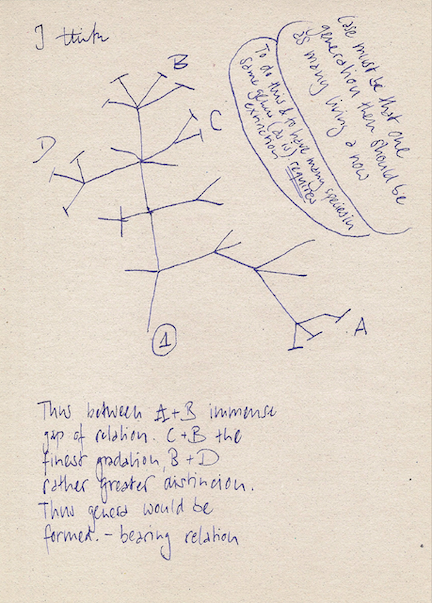 I think
Case must be that one
generation then should be
as many living as now
To do this & to have many species in
same genus (as is) requires
extinction
B
C
D
A
1
Thus between A + B immense
gap of relation. C + B the
finest gradation, B + D
rather greater distincion.
Thus genera would be
formed. – bearing relation